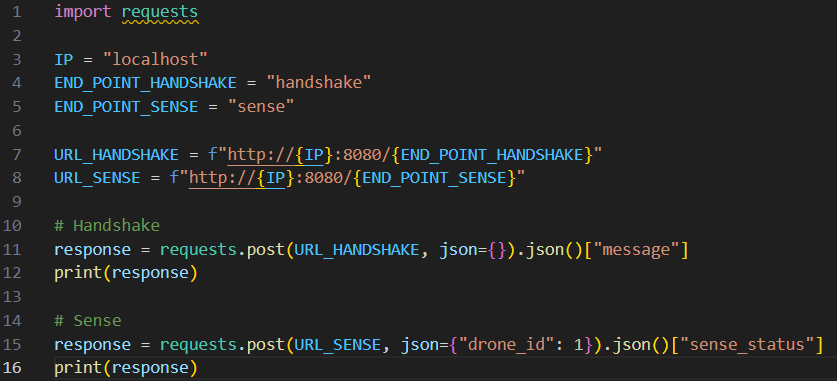 1 import requests
2
3 IP = "localhost"
4 END_POINT_HANDSHAKE = "handshake"
5 END_POINT_SENSE = "sense"
6
7 URL_HANDSHAKE = f"http://{IP}:8080/{END_POINT_HANDSHAKE}"
8 URL_SENSE = f"http://{IP}:8080/{END_POINT_SENSE}"
9
10 # Handshake
11 response = requests.post(URL_HANDSHAKE, json={}).json()["message"]
12 print(response)
13
14 # Sense
15 response = requests.post(URL_SENSE, json={"drone_id": 1}).json()["sense_status"]
16 print(response)